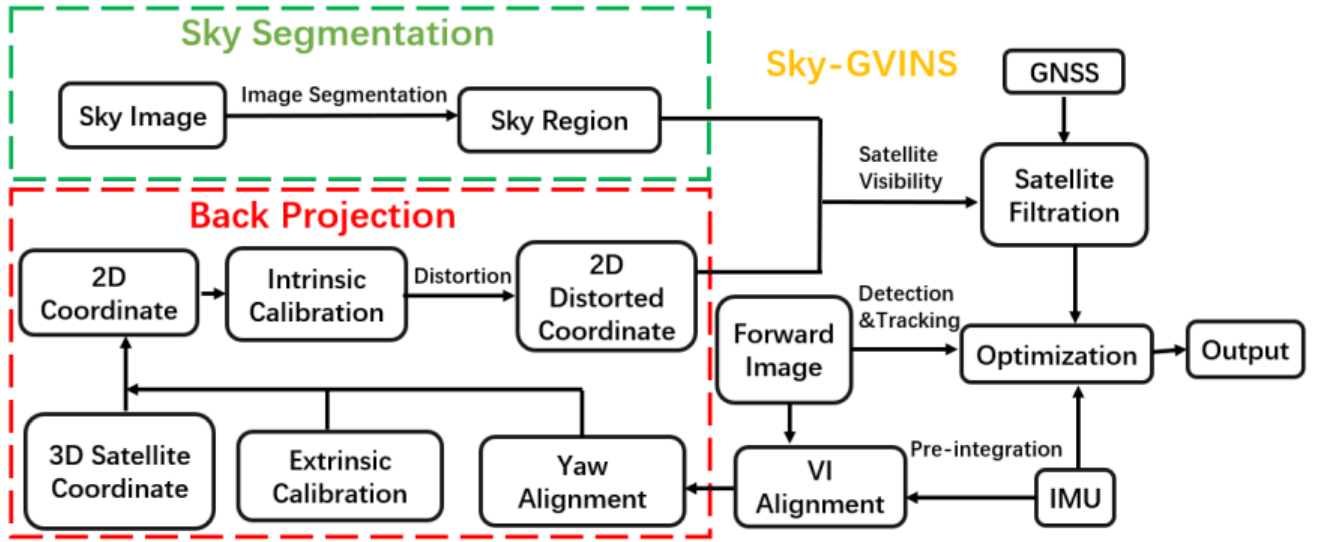 Sky Segmentation
Sky-GVINS
GNSS
Sky Image
Image Segmentation
Sky Region
Satellite
Visibility
Satellite
Filtration
Back Projection
2D
Coordinate
Intrinsic
Calibration
Distortion
2D
Distorted
Coordinate
Forward
Image
Detection
&Tracking
Optimization
Output
3D Satellite
Coordinate
Extrinsic
Calibration
Yaw
Alignment
VI
Alignment
Pre-integration
IMU